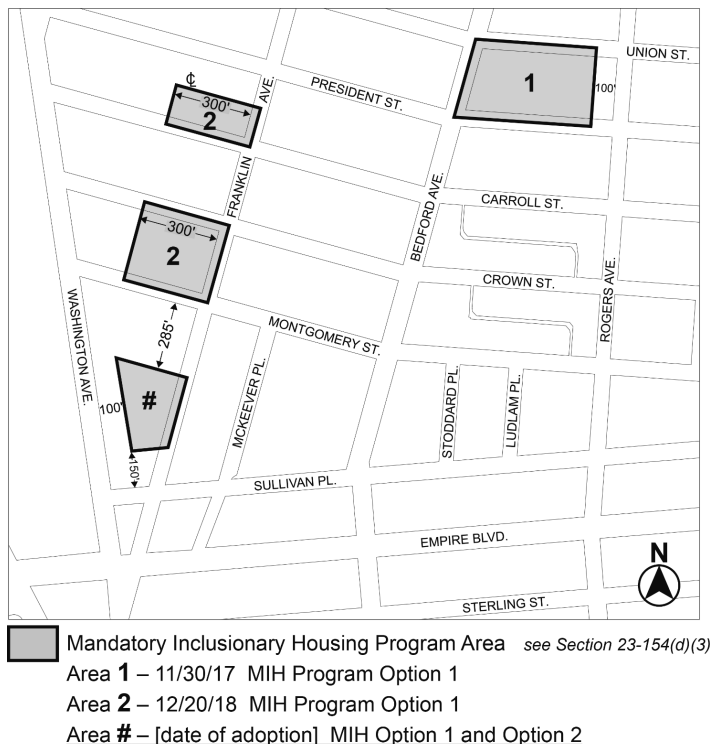 UNION ST.
1
100'
℄
300'
2
AVE.
PRESIDENT ST.
FRANKLIN
BEDFORD AVE.
CARROLL ST.
300'
2
CROWN ST.
ROGERS AVE.
WASHINGTON AVE.
285'
MONTGOMERY ST.
MCKEEVER PL.
STODDARD PL.
LUDLAM PL.
100'
#
150'
SULLIVAN PL.
EMPIRE BLVD.
N
STERLING ST.
Mandatory Inclusionary Housing Program Area see Section 23-154(d)(3)
Area 1 – 11/30/17 MIH Program Option 1
Area 2 – 12/20/18 MIH Program Option 1
Area # – [date of adoption] MIH Option 1 and Option 2